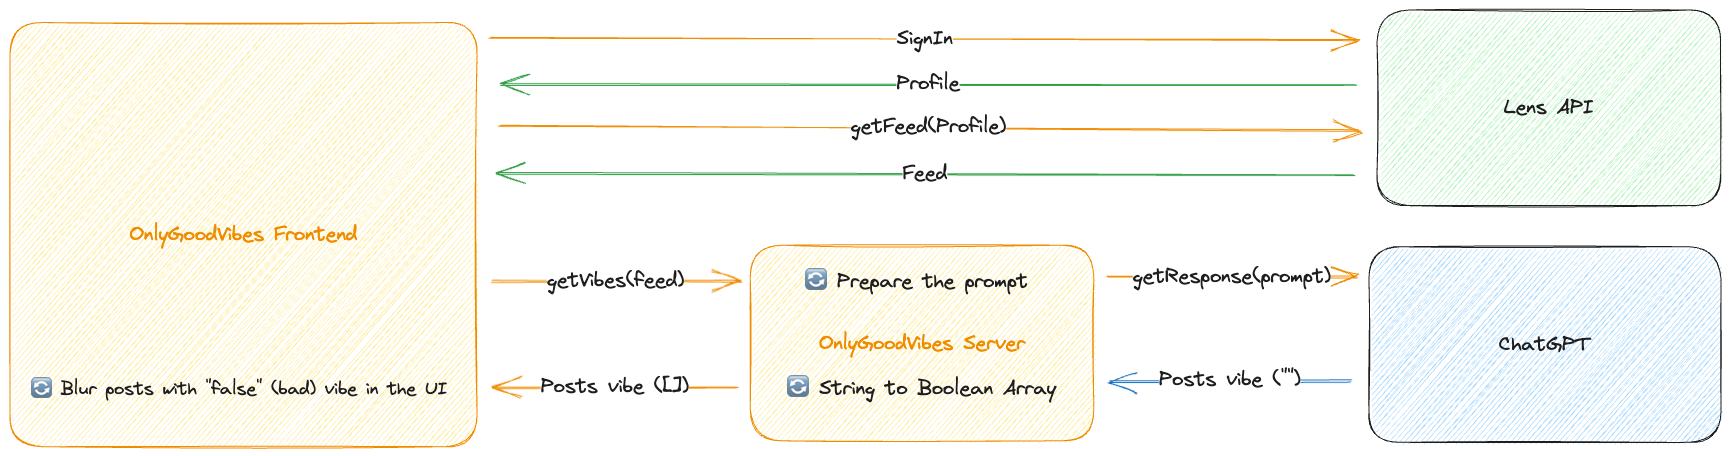 SignIn
Profile
Lens API
getFeed(Profile)
Feed
OnlyGoodVibes Frontend
getVibes(feed)
🔄 Prepare the prompt
getResponse(prompt)
OnlyGoodVibes Server
ChatGPT
🔄 Blur posts with "false" (bad) vibe in the UI
Posts vibe ([])
🔄 String to Boolean Array
Posts vibe ("")